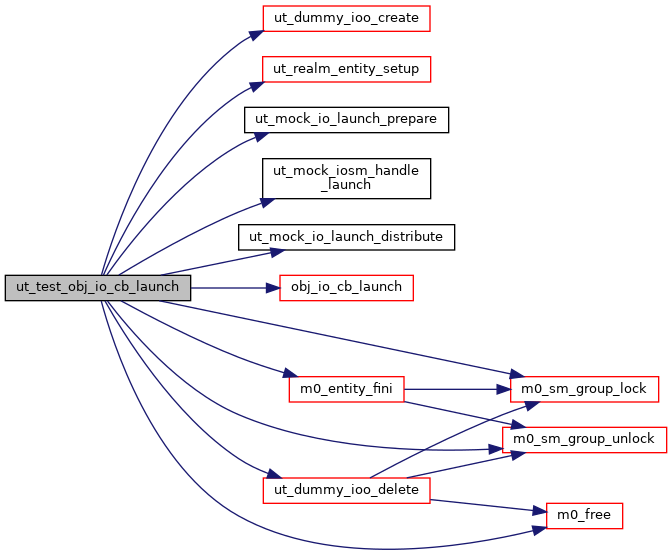 ut_dummy_ioo_create
ut_realm_entity_setup
ut_mock_io_launch_prepare
ut_mock_iosm_handle
_launch
ut_mock_io_launch_distribute
ut_test_obj_io_cb_launch
obj_io_cb_launch
m0_entity_fini
m0_sm_group_lock
m0_sm_group_unlock
ut_dummy_ioo_delete
m0_free